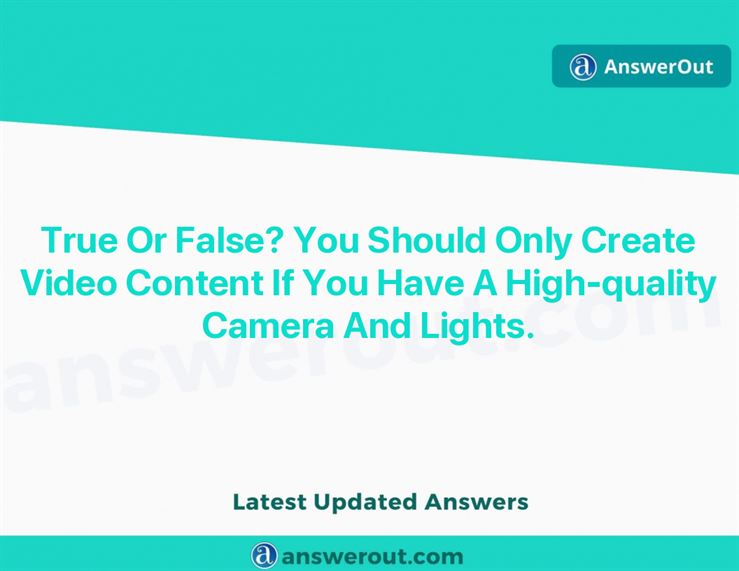 AnswerOut
True Or False? You Should Only Create
Video Content If You Have A High-quality
Camera And Lights.
answerout.com
Latest Updated Answers
answerout.com